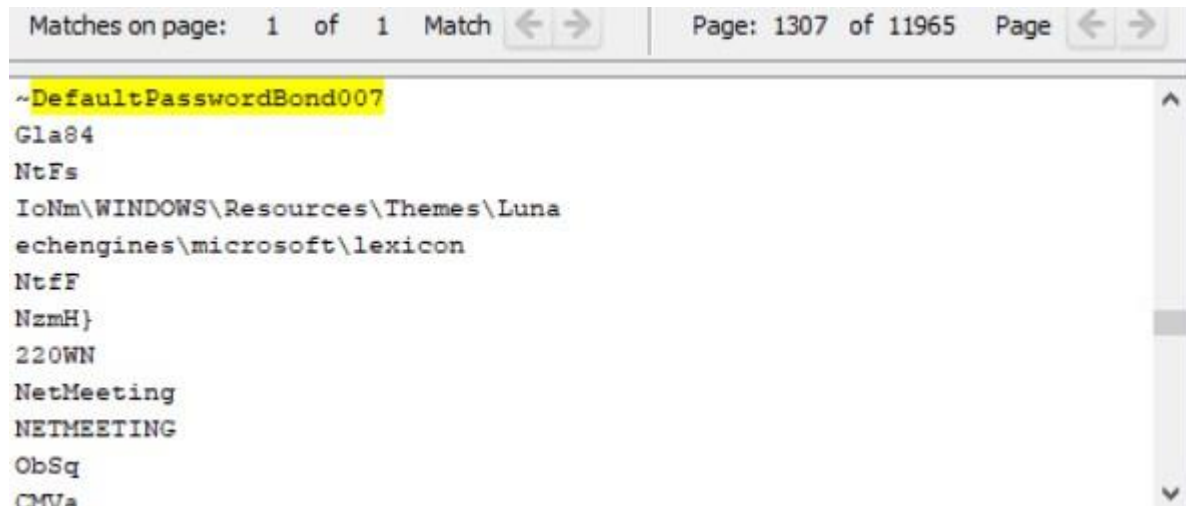 Matches on page: 1 of 1 Match Page: 1307 of 11965 Page
~DefaultPasswordBond007
Gla84
NtFs
IoNm\WINDOWS\Resources\Themes\Luna
echengines\microsoft\lexicon
NtfF
NzmH}
220WN
NetMeeting
NETMEETING
ObSq
CMVa